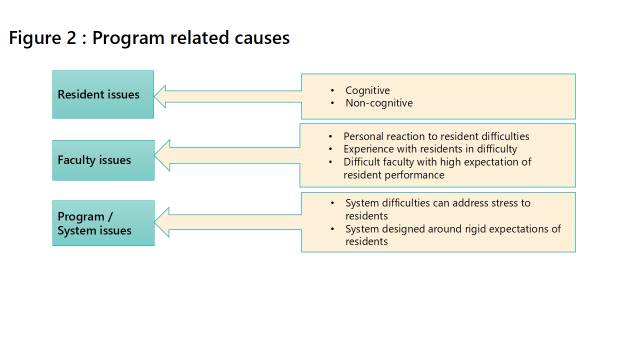 Figure 2 : Program related causes
Resident issues
• Cognitive
• Non-cognitive
Faculty issues
• Personal reaction to resident difficulties
• Experience with residents in difficulty
• Difficult faculty with high expectation of
resident performance
Program /
System issues
• System difficulties can address stress to
residents
• System designed around rigid expectations of
residents